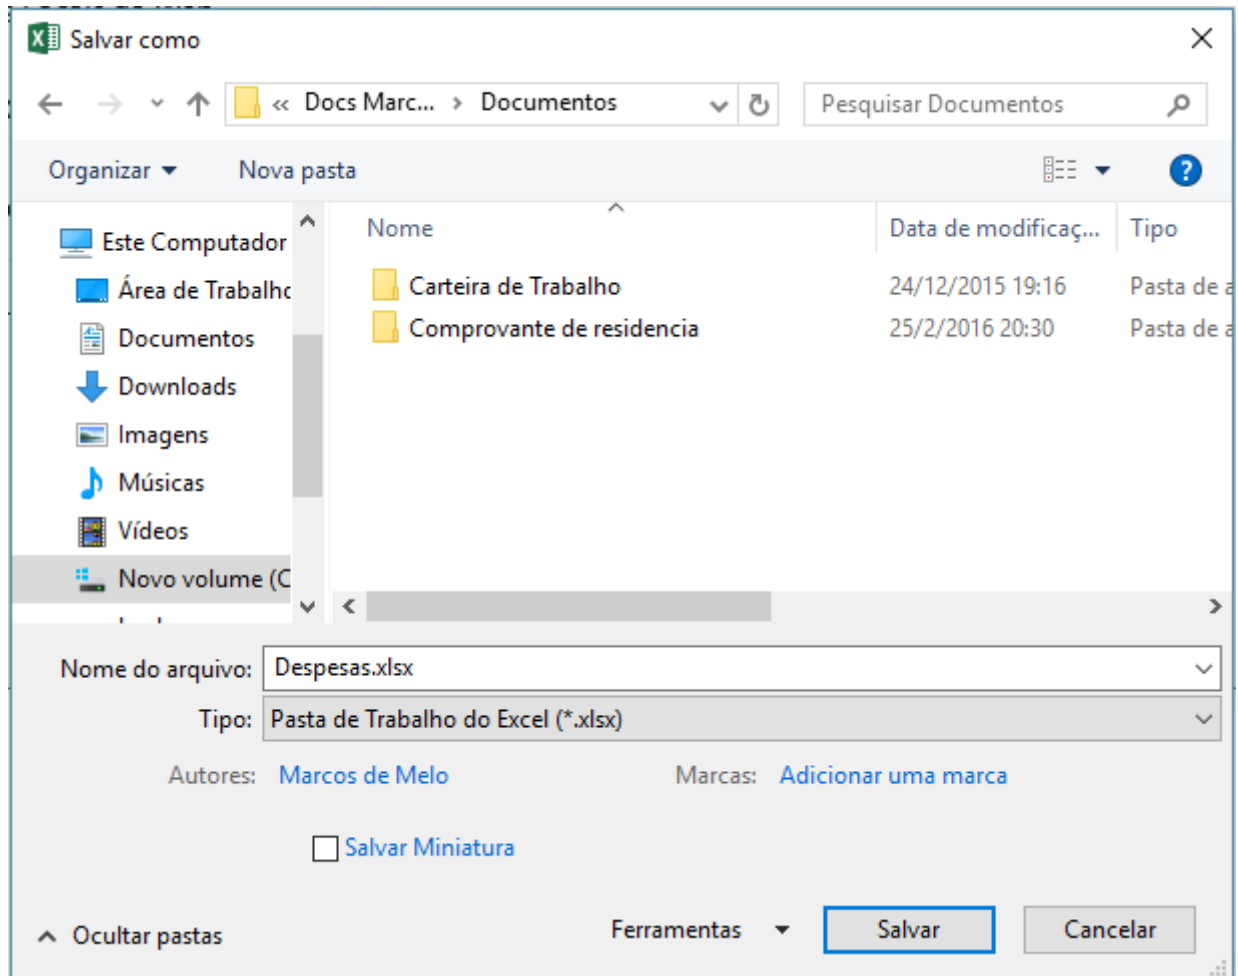 Salvar como
« Docs Marc... > Documentos
Pesquisar Documentos
Organizar
Nova pasta
Este Computador
Área de Trabalho
Documentos
Downloads
Imagens
Músicas
Vídeos
Novo volume (C
Nome Data de modificaç... Tipo
Carteira de Trabalho 24/12/2015 19:16 Pasta de a
Comprovante de residencia 25/2/2016 20:30 Pasta de a
Nome do arquivo: Despesas.xlsx
Tipo: Pasta de Trabalho do Excel (*.xlsx)
Autores: Marcos de Melo Marcas: Adicionar uma marca
Salvar Miniatura
Ocultar pastas Ferramentas Salvar Cancelar